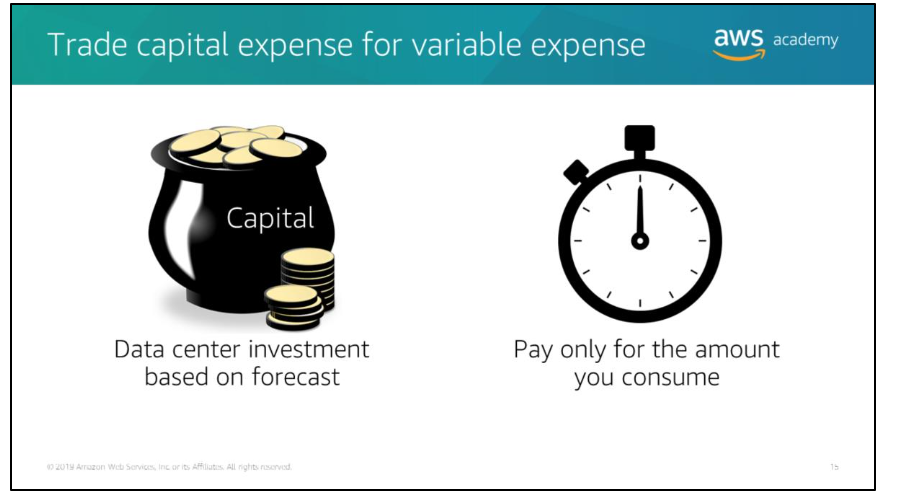 Trade capital expense for variable expense
aws academy
Capital
Data center investment
based on forecast
Pay only for the amount
you consume
© 2018 Amazon Web Services, Inc. or its Affiliates. All rights reserved.
15